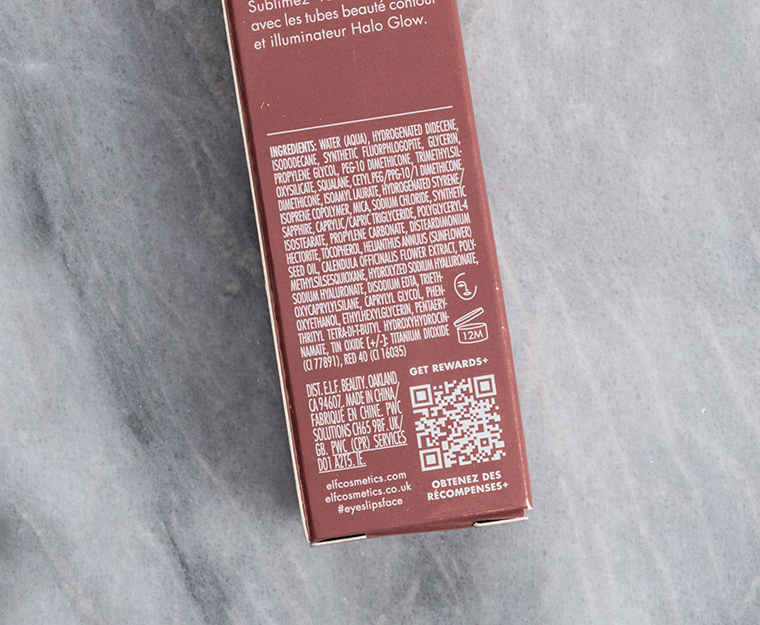 Sublimez
avec les tubes beauté contour
et illuminateur Halo Glow.
INGREDIENTS: WATER (AQUA), HYDROGENATED DIDECENE,
ISODODECANE, SYNTHETIC FLUORPHLOGOPITE, GLYCERIN,
PROPYLENE GLYCOL, PEG-10 DIMETHICONE, TRIMETHYLSIL-
OXYSILICATE, SQUALANE, CETYL PEG/PPG-10/1 DIMETHICONE,
DIMETHICONE, ISOAMYL LAURATE, HYDROGENATED STYRENE/
ISOPRENE COPOLYMER, MICA, SODIUM CHLORIDE, SYNTHETIC
SAPPHIRE, CAPRYLIC/CAPRIC TRIGLYCERIDE, POLYGLYCERYL-4
ISOSTEARATE, PROPYLENE CARBONATE, DISTEARDIMONIUM
HECTORITE, TOCOPHEROL, HELIANTHUS ANNUUS (SUNFLOWER)
SEED OIL, CALENDULA OFFICINALIS FLOWER EXTRACT, POLY-
METHYLSILSESQUIOXANE, HYDROLYZED SODIUM HYALURONATE,
SODIUM HYALURONATE, DISODIUM EDTA, TRIETH-
OXYCAPRYLYLSILANE, CAPRYLYL GLYCOL, PHEN-
OXYETHANOL, ETHYLHEXYLGLYCERIN, PENTAERY-
THRITYL TETRA-DI-T-BUTYL HYDROXYHYDROCIN-
NAMATE, TIN OXIDE [+/-]: TITANIUM DIOXIDE
(CI 77891), RED 40 (CI 16035)
12M
GET REWARDS+
DIST. E.L.F. BEAUTY. OAKLAND,
CA 94607. MADE IN CHINA/
FABRIQUÉ EN CHINE. PWC
SOLUTIONS CH65 9BF. UK/
GB. PWC (CPR) SERVICES
D01 A2T5. IE.
elfcosmetics.com
elfcosmetics.co.uk
#eyeslipsface
OBTENEZ DES
RÉCOMPENSES+